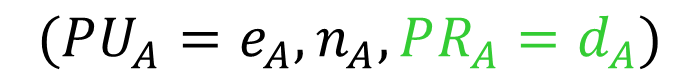 (PU_A = e_A, n_A, PR_A = d_A)